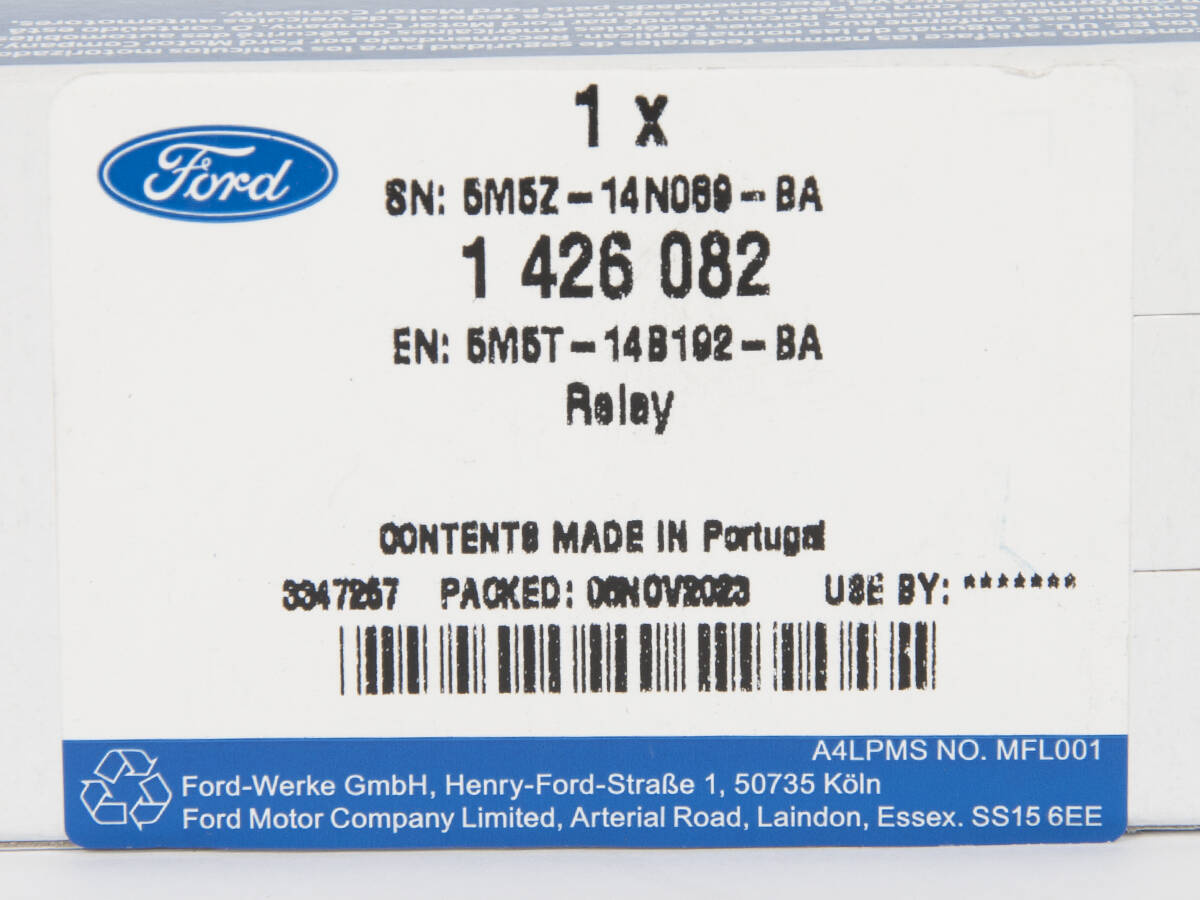 Ford
1 x
SN: 5M5Z-14N089-BA
1 426 082
EN: 5M5T-14B192-BA
Relay
CONTENTS MADE IN Portugal
3347267 PACKED: 06NOV2023 USE BY: *******
A4LPMS NO. MFL001
Ford-Werke GmbH, Henry-Ford-Straße 1, 50735 Köln
Ford Motor Company Limited, Arterial Road, Laindon, Essex. SS15 6EE